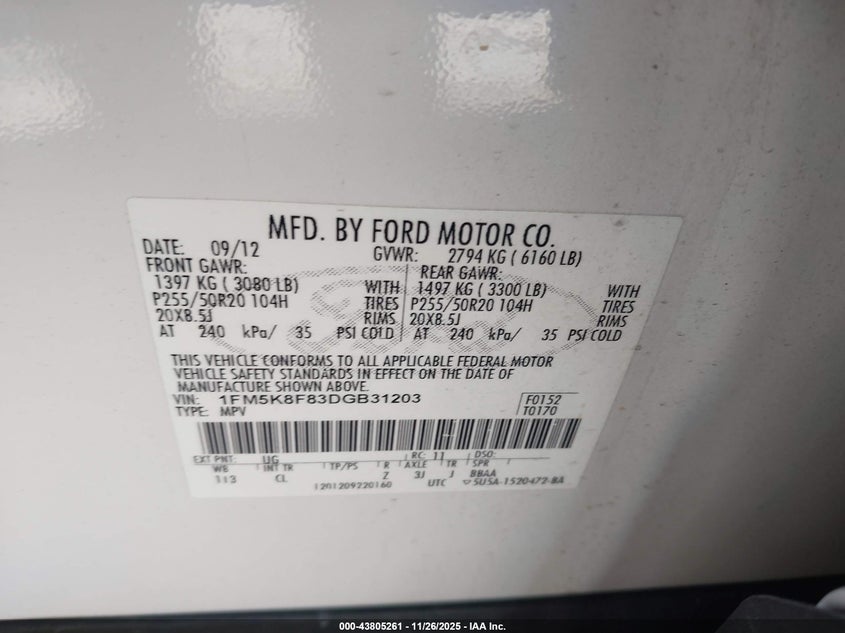 MFD. BY FORD MOTOR CO.
DATE: 09/12 GVWR: 2794 KG ( 6160 LB)
FRONT GAWR: REAR GAWR:
1397 KG ( 3080 LB) WITH 1497 KG ( 3300 LB) WITH
P255/50R20 104H TIRES P255/50R20 104H TIRES
20X8.5J RIMS 20X8.5J RIMS
AT 240 kPa/ 35 PSI COLD AT 240 kPa/ 35 PSI COLD
THIS VEHICLE CONFORMS TO ALL APPLICABLE FEDERAL MOTOR
VEHICLE SAFETY STANDARDS IN EFFECT ON THE DATE OF
MANUFACTURE SHOWN ABOVE.
VIN: 1FM5K8F83DGB31203 F0152
TYPE: MPV T0170
EXT PNT: UG RC: 11 DSO:
WB INT TR TP/PS R AXLE TR SPR
113 CL Z 3J J BBAA
1201209220160 UTC 5U5A-1520472-BA
Ford
000-43805261 - 11/26/2025 - IAA Inc.